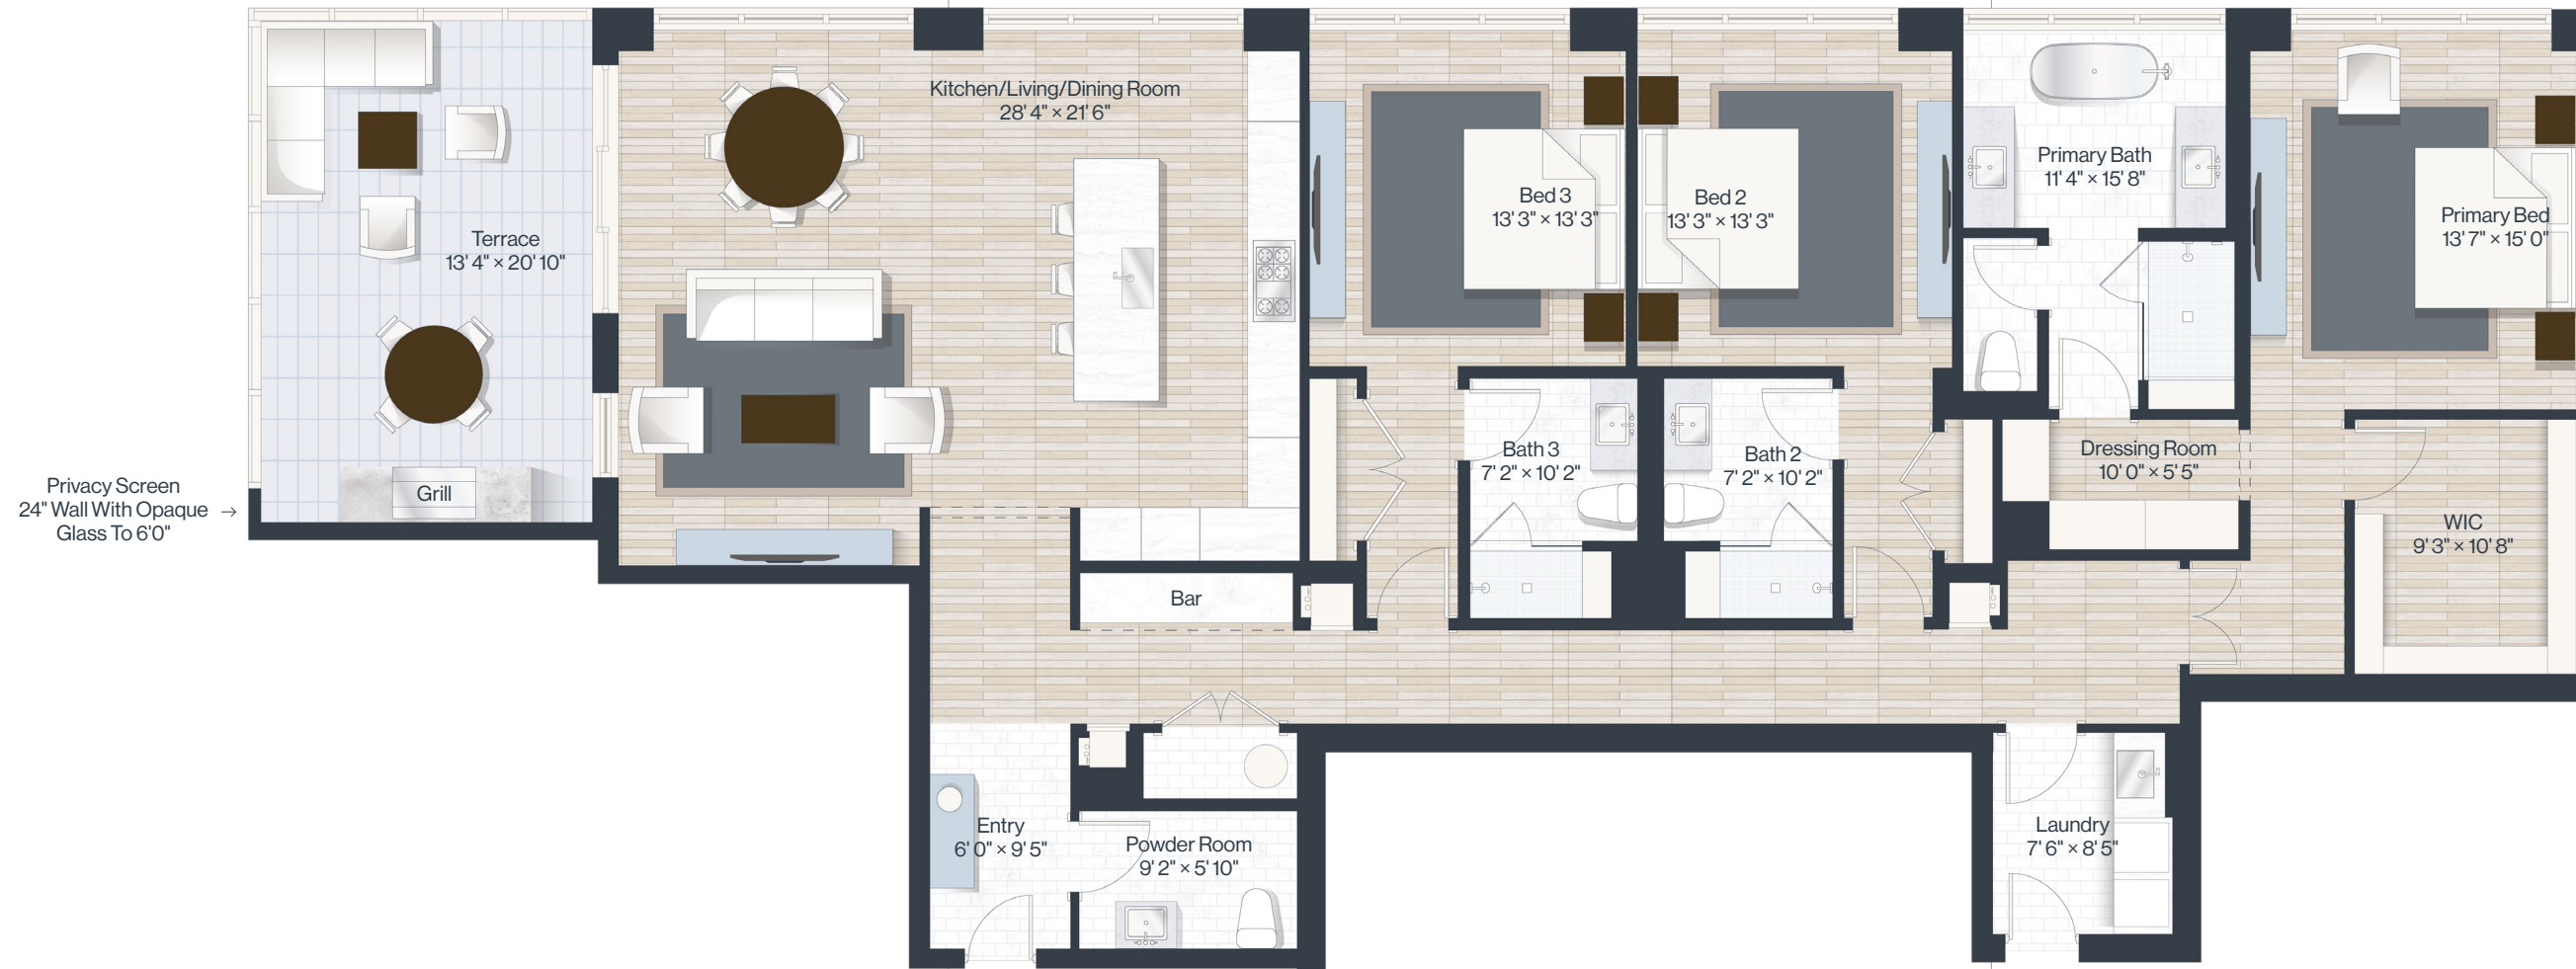 Kitchen/Living/Dining Room
28' 4" × 21' 6"
Terrace
13' 4" × 20' 10"
Grill
Privacy Screen
24" Wall With Opaque →
Glass To 6'0"
Bed 3
13' 3" × 13' 3"
Bed 2
13' 3" × 13' 3"
Primary Bath
11' 4" × 15' 8"
Primary Bed
13' 7" × 15' 0"
Bath 3
7' 2" × 10' 2"
Bath 2
7' 2" × 10' 2"
Dressing Room
10' 0" × 5' 5"
WIC
9' 3" × 10' 8"
Bar
Entry
6' 0" × 9' 5"
Powder Room
9' 2" × 5' 10"
Laundry
7' 6" × 8' 5"